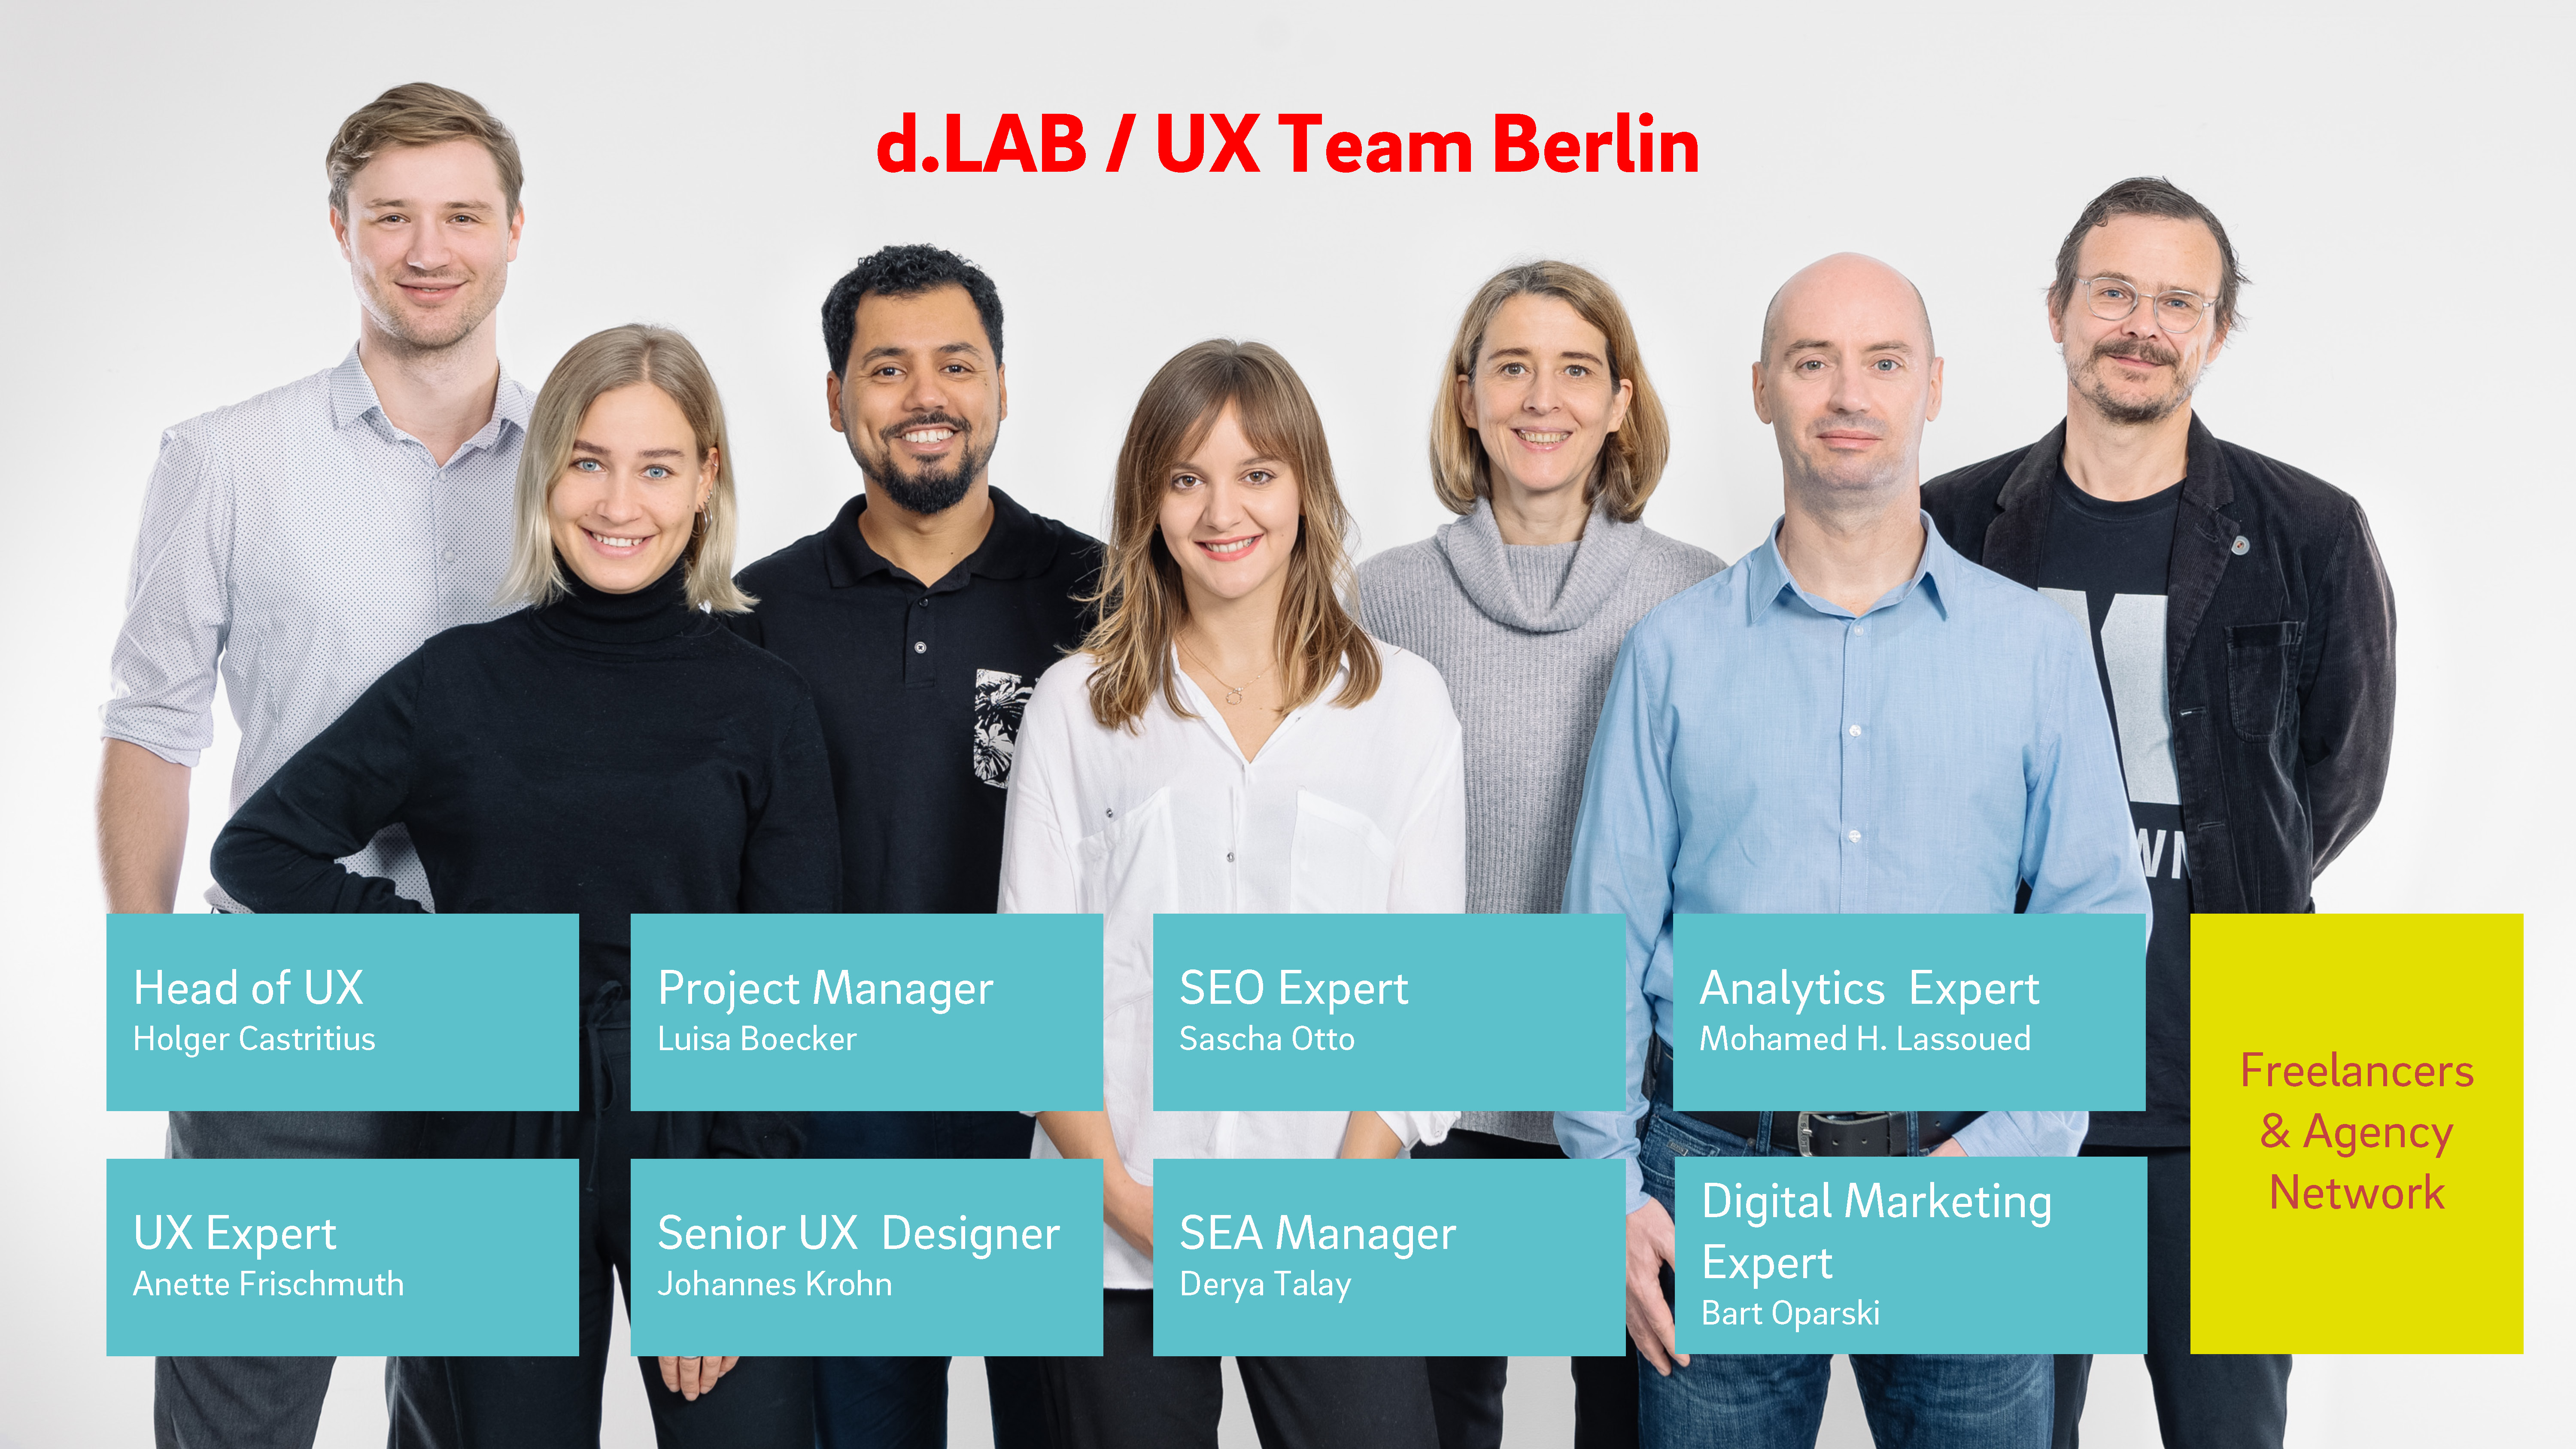 d.LAB / UX Team Berlin
Head of UX
Holger Castritius
Project Manager
Luisa Boecker
SEO Expert
Sascha Otto
Analytics  Expert
Mohamed H. Lassoued
UX Expert
Anette Frischmuth
Senior UX  Designer
Johannes Krohn
SEA Manager
Derya Talay
Digital Marketing
Expert
Bart Oparski
Freelancers
& Agency
Network